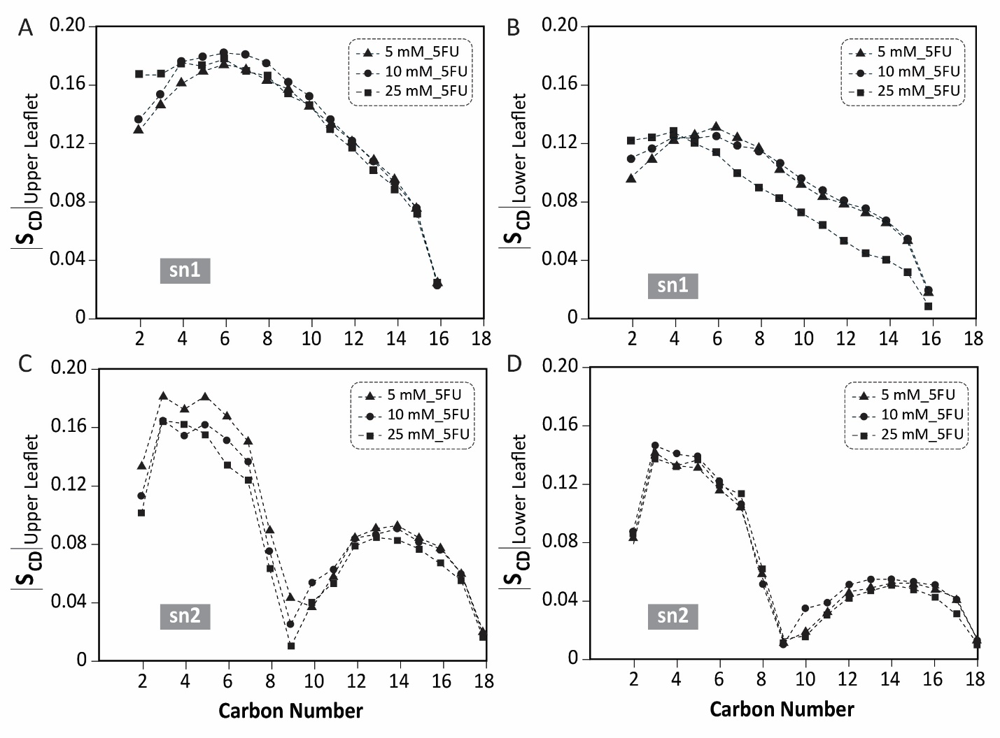 A
0.20
0.16
0.12
0.08
0.04
0
|SCD| Upper Leaflet
5 mM_5FU
10 mM_5FU
25 mM_5FU
sn1
2 4 6 8 10 12 14 16 18
B
0.20
0.16
0.12
0.08
0.04
0
|SCD| Lower Leaflet
5 mM_5FU
10 mM_5FU
25 mM_5FU
sn1
2 4 6 8 10 12 14 16 18
C
0.20
0.16
0.12
0.08
0.04
0
|SCD| Upper Leaflet
5 mM_5FU
10 mM_5FU
25 mM_5FU
sn2
2 4 6 8 10 12 14 16 18
Carbon Number
D
0.20
0.16
0.12
0.08
0.04
0
|SCD| Lower Leaflet
5 mM_5FU
10 mM_5FU
25 mM_5FU
sn2
2 4 6 8 10 12 14 16 18
Carbon Number